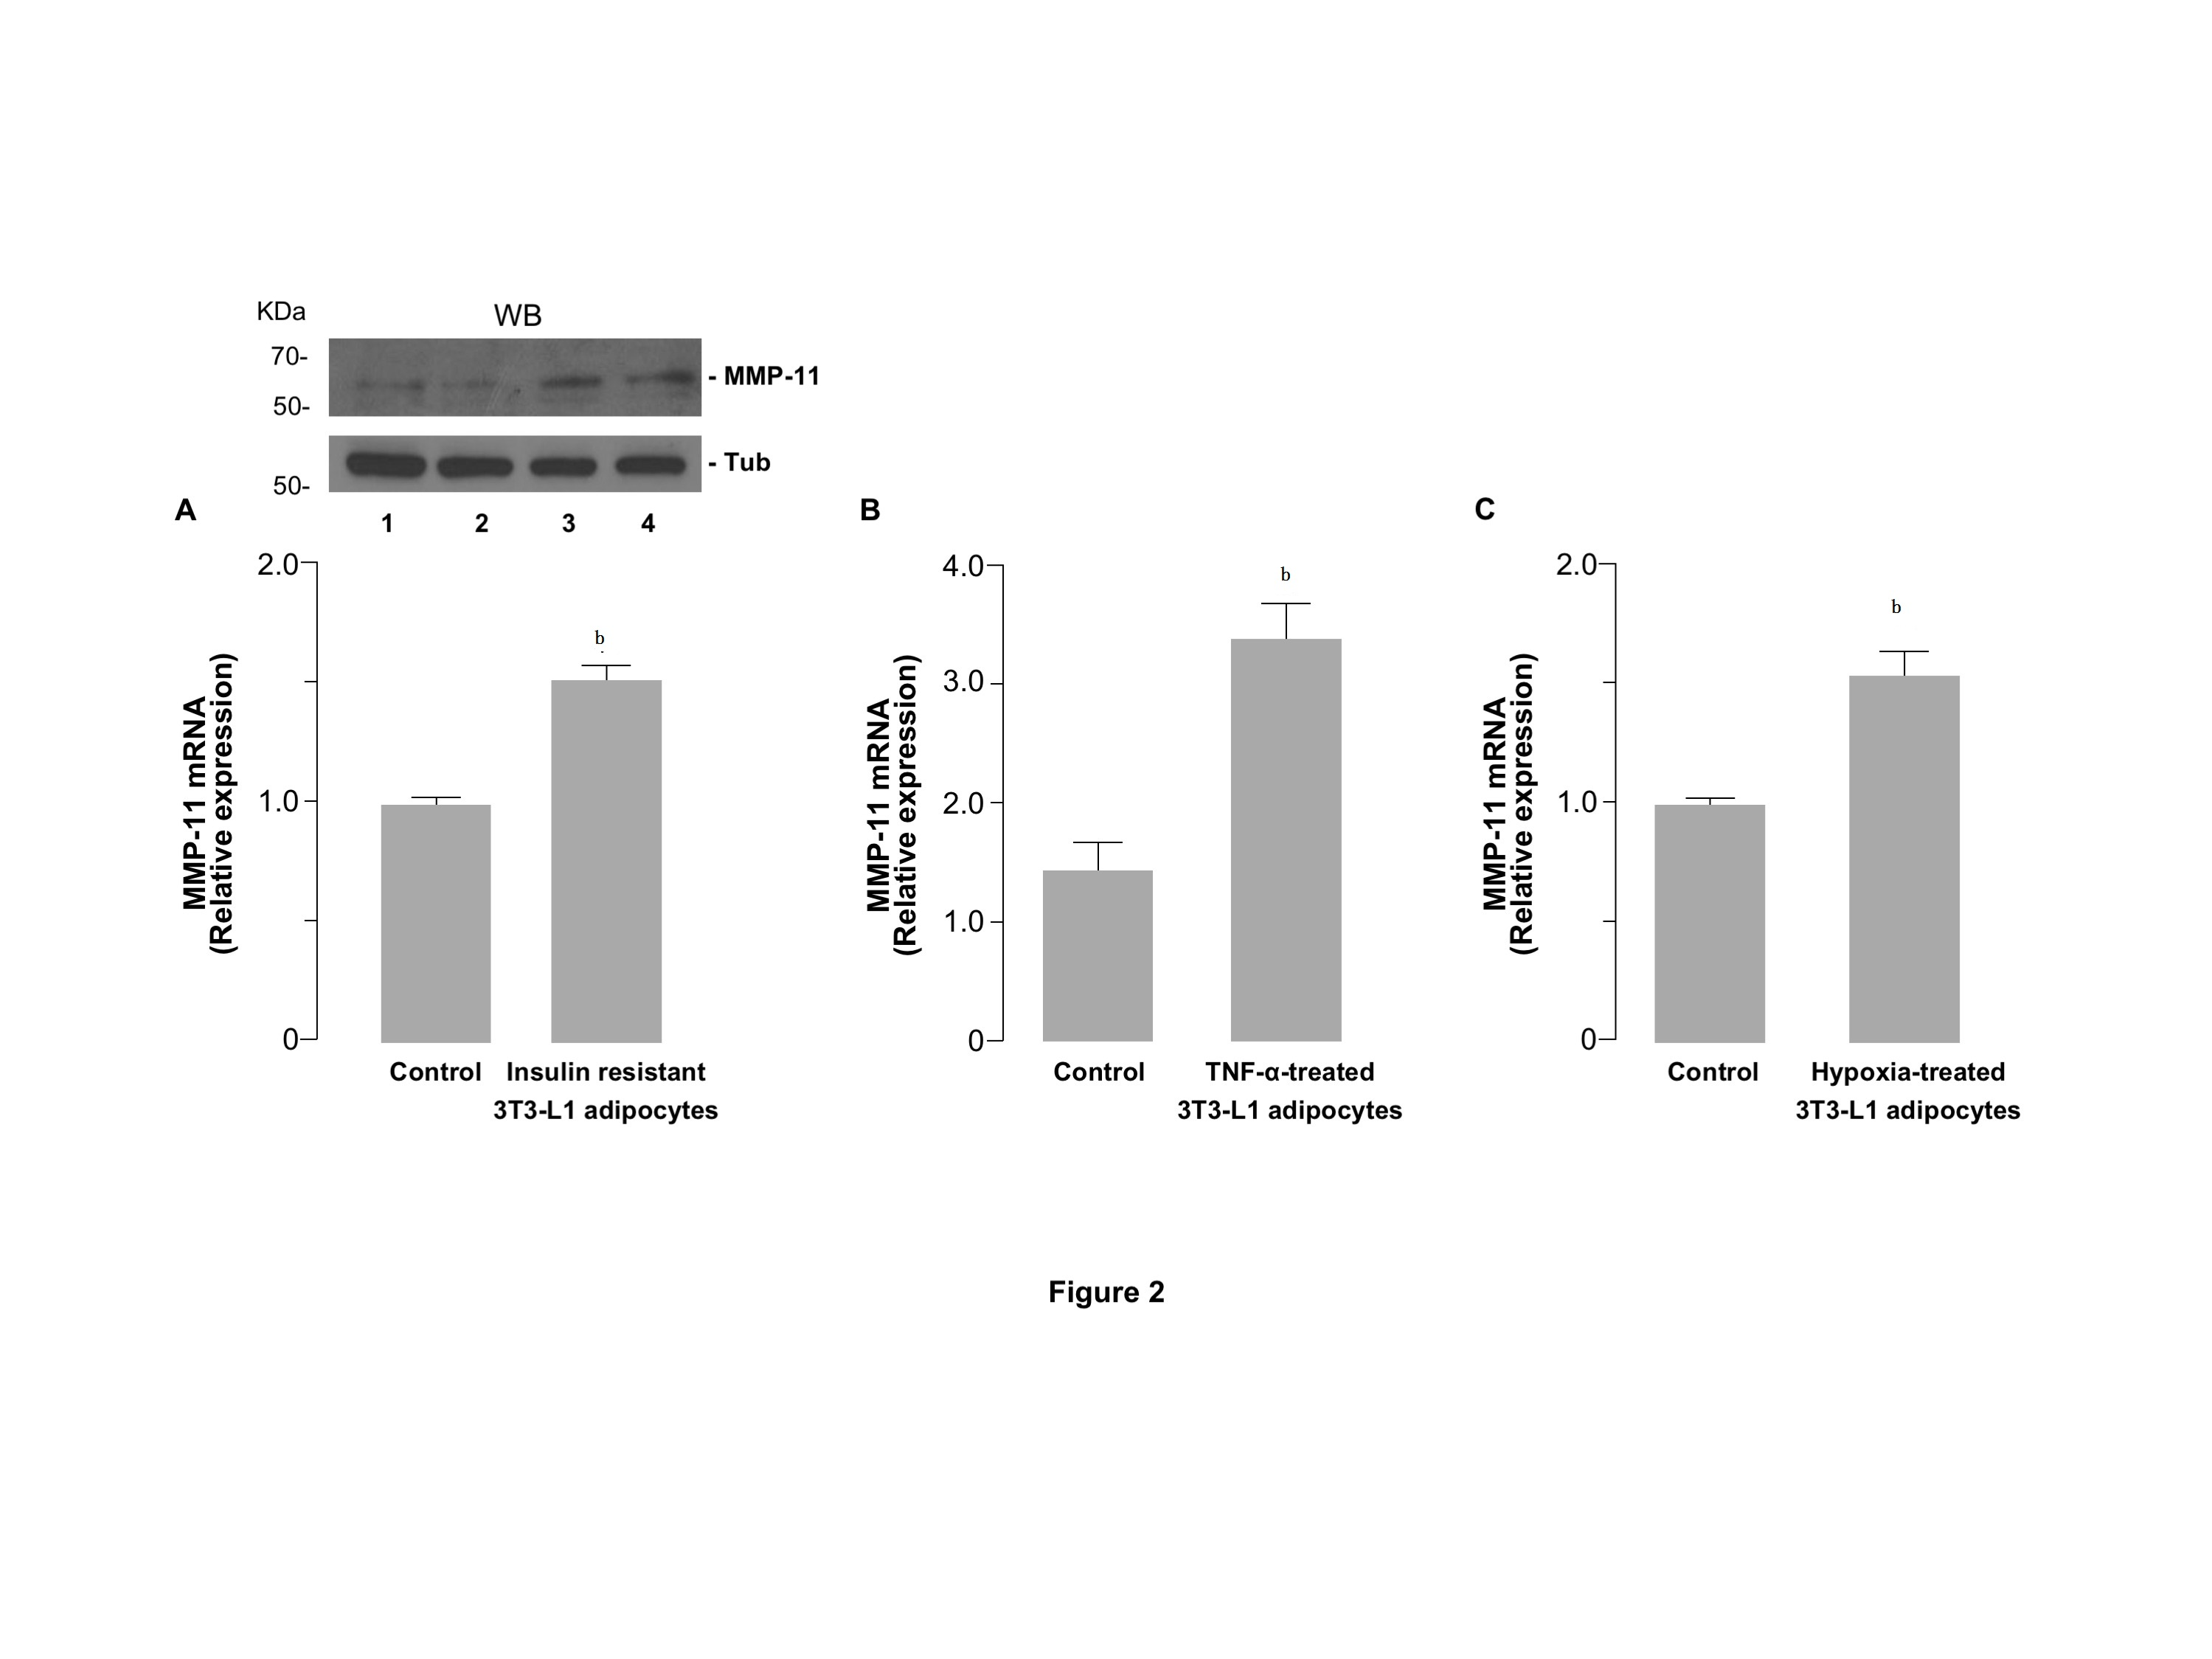 KDa
WB
70-
- MMP-11
50-
- Tub
50-
1 2 3 4
A
2.0
1.0
0
MMP-11 mRNA
(Relative expression)
b
Control
Insulin resistant
3T3-L1 adipocytes
B
4.0
3.0
2.0
1.0
0
MMP-11 mRNA
(Relative expression)
b
Control
TNF-α-treated
3T3-L1 adipocytes
C
2.0
1.0
0
MMP-11 mRNA
(Relative expression)
b
Control
Hypoxia-treated
3T3-L1 adipocytes
Figure 2